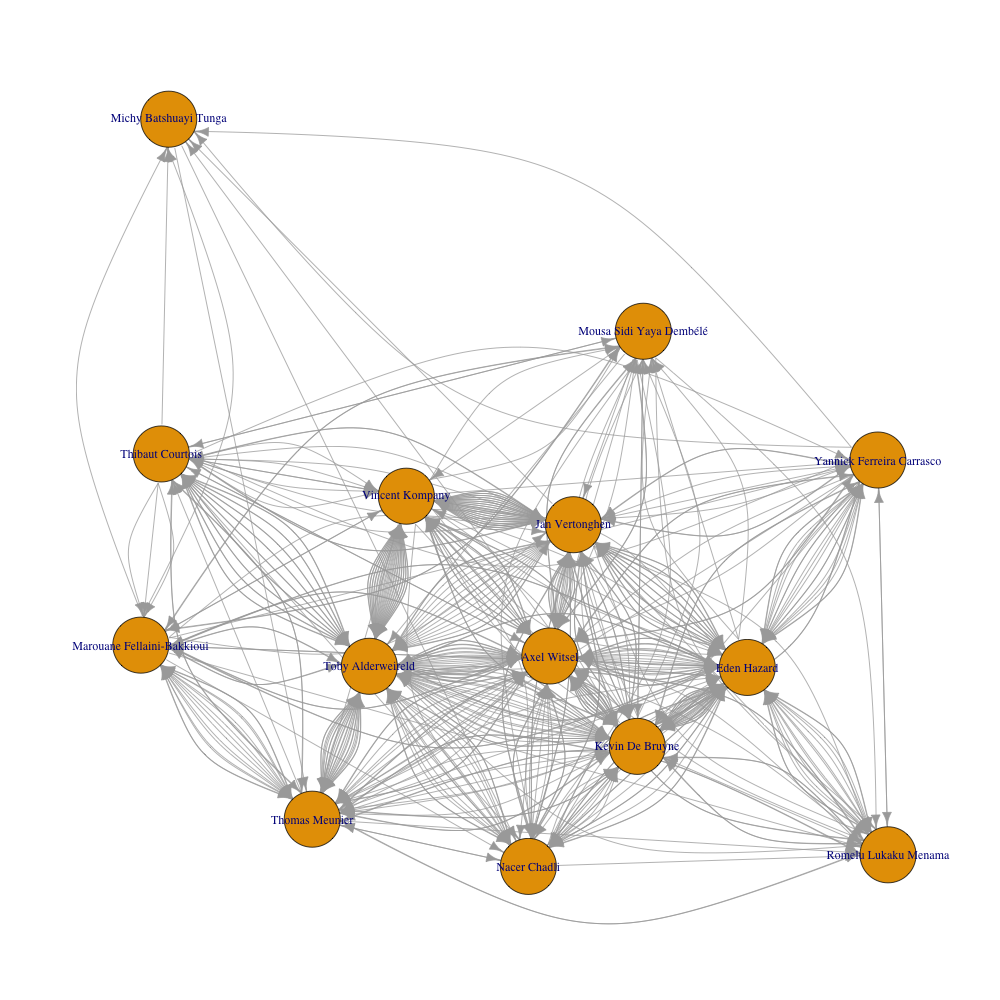 Michy Batshuayi Tunga
Mousa Sidi Yaya Dembélé
Thibaut Courtois
Yannick Ferreira Carrasco
Vincent Kompany
Jan Vertonghen
Marouane Fellaini-Bakkioui
Toby Alderweireld
Axel Witsel
Eden Hazard
Kevin De Bruyne
Thomas Meunier
Nacer Chadli
Romelu Lukaku Menama